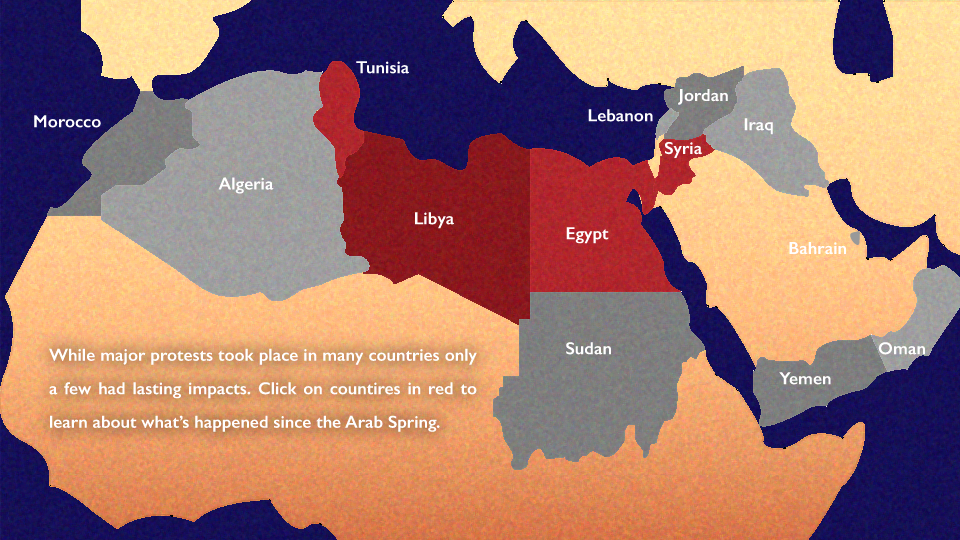 Tunisia
Morocco
Jordan
Lebanon
Iraq
Syria
Algeria
Libya
Egypt
Bahrain
Sudan
Oman
Yemen
While major protests took place in many countries only
a few had lasting impacts. Click on countires in red to
learn about what's happened since the Arab Spring.